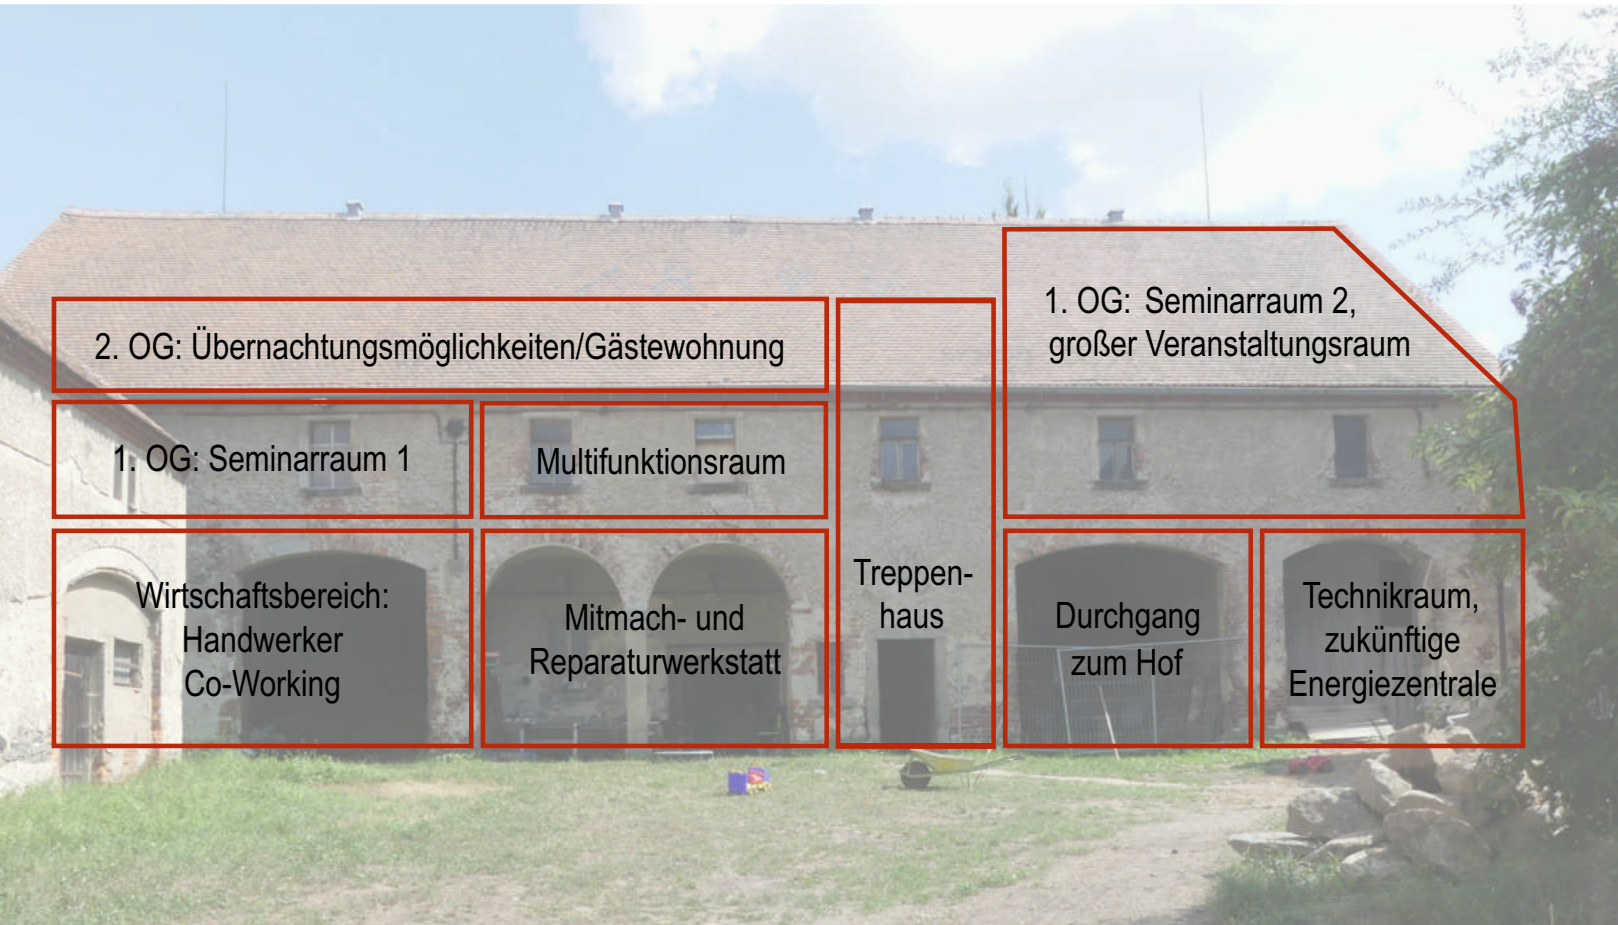 2. OG: Übernachtungsmöglichkeiten/Gästewohnung
1. OG: Seminarraum 2,
großer Veranstaltungsraum
1. OG: Seminarraum 1
Multifunktionsraum
Treppen-
haus
Wirtschaftsbereich:
Handwerker
Co-Working
Mitmach- und
Reparaturwerkstatt
Durchgang
zum Hof
Technikraum,
zukünftige
Energiezentrale